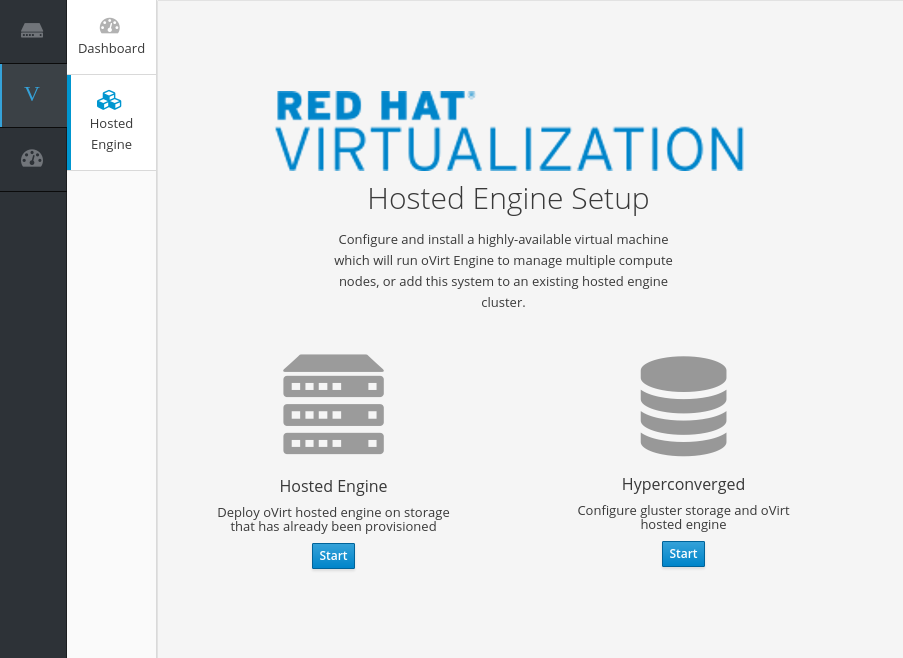 V
Dashboard
Hosted
Engine
RED HAT®
VIRTUALIZATION
Hosted Engine Setup
Configure and install a highly-available virtual machine
which will run oVirt Engine to manage multiple compute
nodes, or add this system to an existing hosted engine
cluster.
Hosted Engine
Deploy oVirt hosted engine on storage
that has already been provisioned
Start
Hyperconverged
Configure gluster storage and oVirt
hosted engine
Start